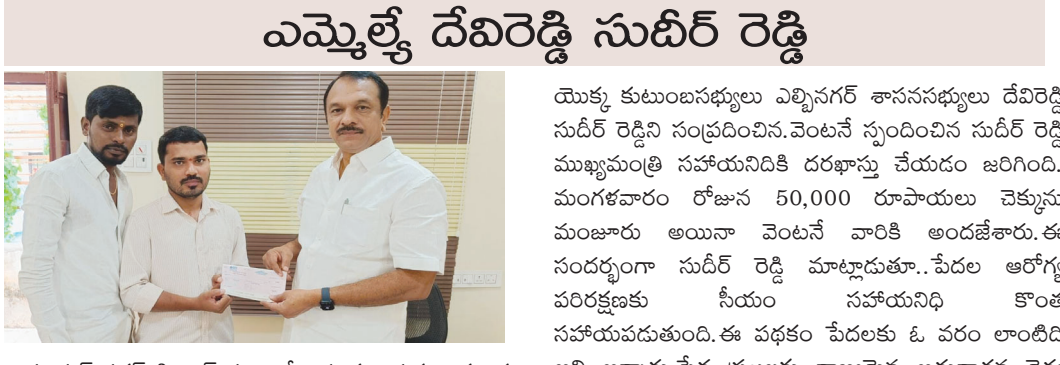 ఎమ్మెల్యే దేవిరెడ్డి సుదీర్ రెడ్డి
యొక్క కుటుంబసభ్యులు ఎల్బినగర్ శాసనసభ్యులు దేవిరెడ్డి
సుదీర్ రెడ్డిని సంప్రదించిన.వెంటనే స్పందించిన సుదీర్ రెడ్డి
ముఖ్యమంత్రి సహాయనిదికి దరఖాస్తు చేయడం జరిగింది.
మంగళవారం రోజున 50,000 రూపాయలు చెక్కును
మంజూరు అయినా వెంటనే వారికి అందజేశారు.ఈ
సందర్భంగా సుదీర్ రెడ్డి మాట్లాడుతూ..పేదల ఆరోగ్య
పరిరక్షణకు సీయం సహాయనిధి కొంత
సహాయపడుతుంది.ఈ పథకం పేదలకు ఓ వరం లాంటిది